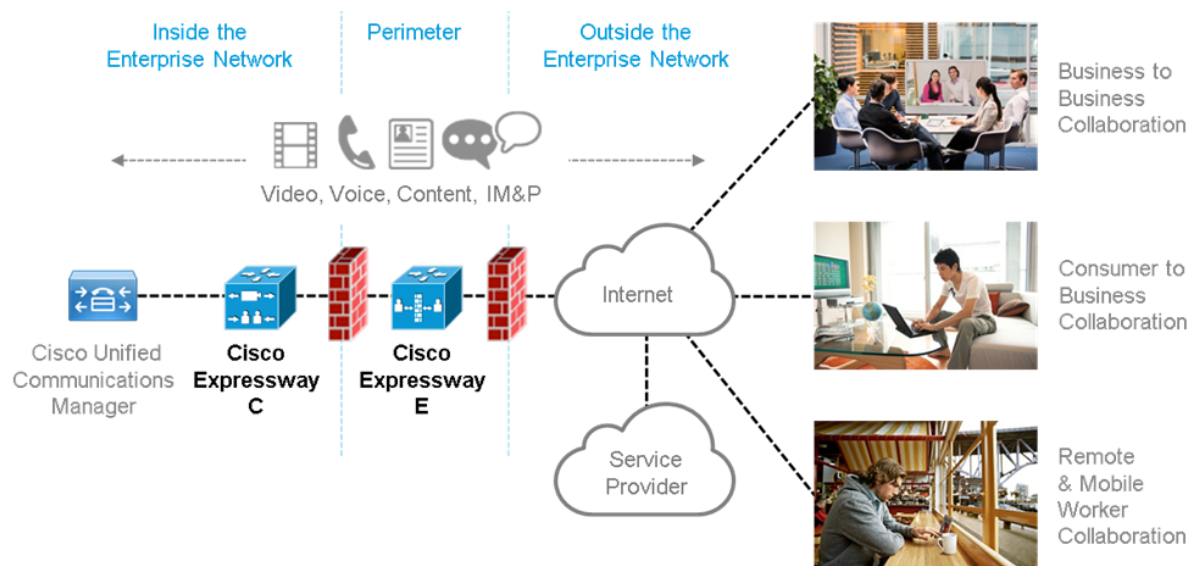 Inside the
Enterprise Network
Perimeter
Outside the
Enterprise Network
Video, Voice, Content, IM&P
Cisco Unified
Communications
Manager
Cisco
Expressway
C
Cisco
Expressway
E
Internet
Service
Provider
Business to
Business
Collaboration
Consumer to
Business
Collaboration
Remote
& Mobile
Worker
Collaboration